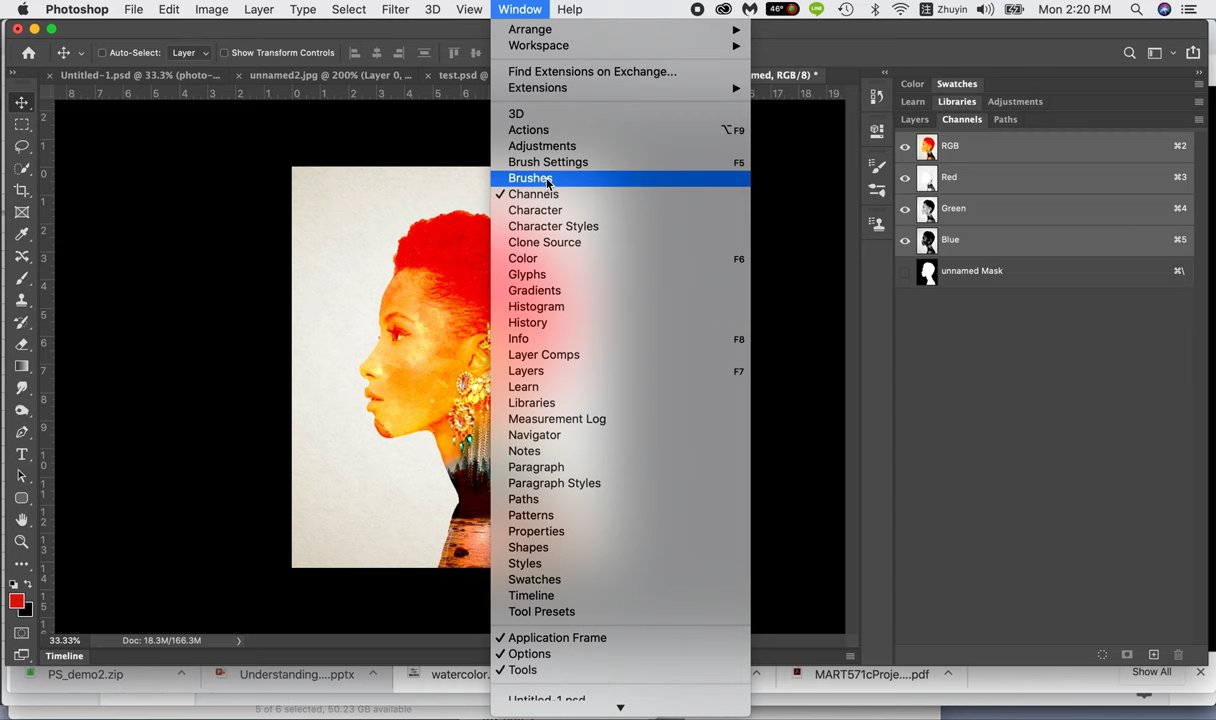 Photoshop File Edit Image Layer Type Select Filter 3D View Window Help 46° 注 Zhuyin Mon 2:20 PM
Auto-Select: Layer Show Transform Controls
Untitled-1.psd @ 33.3% (photo-... unnamed2.jpg @ 200% (Layer 0, ... test.psd @ med, RGB/8) *
Arrange
Workspace
Find Extensions on Exchange...
Extensions
3D
Actions ⌥F9
Adjustments
Brush Settings F5
Brushes
✓ Channels
Character
Character Styles
Clone Source
Color F6
Glyphs
Gradients
Histogram
History
Info F8
Layer Comps
Layers F7
Learn
Libraries
Measurement Log
Navigator
Notes
Paragraph
Paragraph Styles
Paths
Patterns
Properties
Shapes
Styles
Swatches
Timeline
Tool Presets
✓ Application Frame
✓ Options
✓ Tools
Untitled-1.psd
Color Swatches
Learn Libraries Adjustments
Layers Channels Paths
RGB ⌘2
Red ⌘3
Green ⌘4
Blue ⌘5
unnamed Mask ⌘\
33.33% Doc: 18.3M/166.3M
Timeline
PS_demo2.zip Understanding....pptx watercolor. MART571cProje....pdf Show All
5 of 6 selected, 50.23 GB available